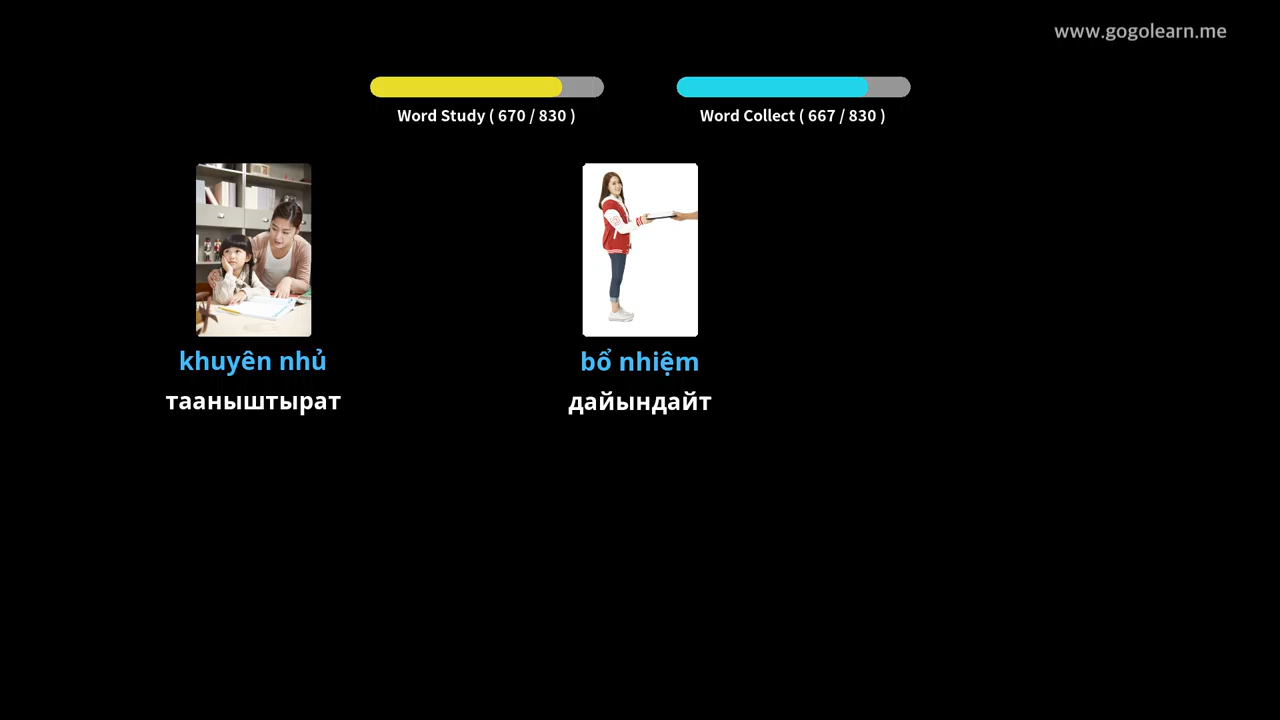 www.gogolearn.me
Word Study ( 670 / 830 )
Word Collect ( 667 / 830 )
khuyên nhủ
тааныштырат
bổ nhiệm
дайындайт